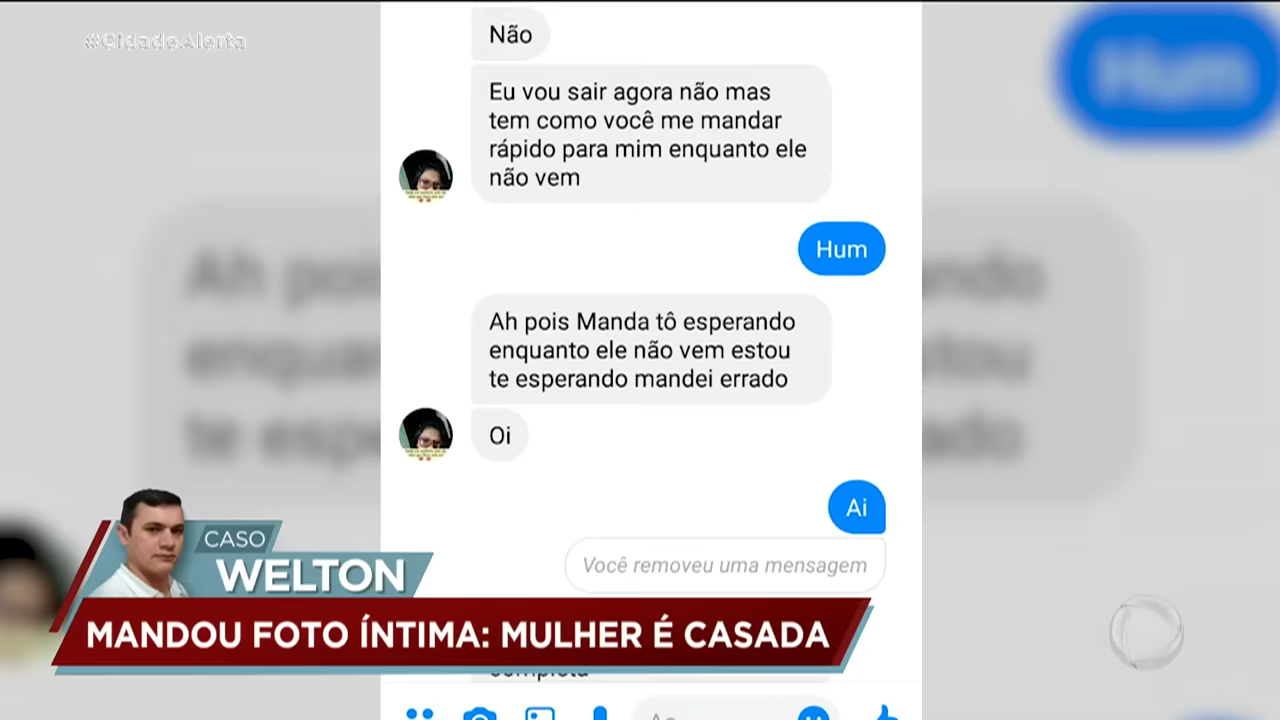 #CidadeAlerta
Não
Eu vou sair agora não mas
tem como você me mandar
rápido para mim enquanto ele
não vem
Hum
Ah pois Manda tô esperando
enquanto ele não vem estou
te esperando mandei errado
Oi
Ai
Você removeu uma mensagem
CASO
WELTON
MANDOU FOTO ÍNTIMA: MULHER É CASADA
completa
Aa